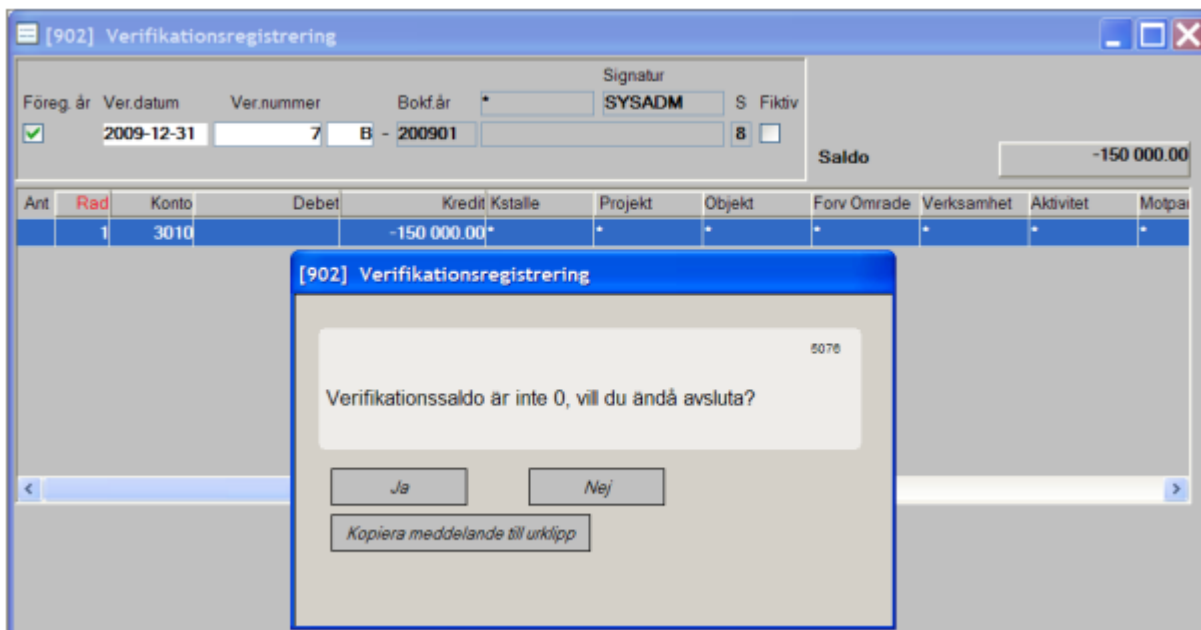 [902] Verifikationsregistrering
Signatur
Föreg. år Ver.datum Ver.nummer Bokf.år * SYSADM S Fiktiv
2009-12-31 7 B - 200901 8
Saldo -150 000.00
Ant Rad Konto Debet Kredit Kstalle Projekt Objekt Forv Omrade Verksamhet Aktivitet Motpar
1 3010 -150 000.00 * * * * * * *
[902] Verifikationsregistrering
5076
Verifikationssaldo är inte 0, vill du ändå avsluta?
Ja Nej
Kopiera meddelande till urklipp